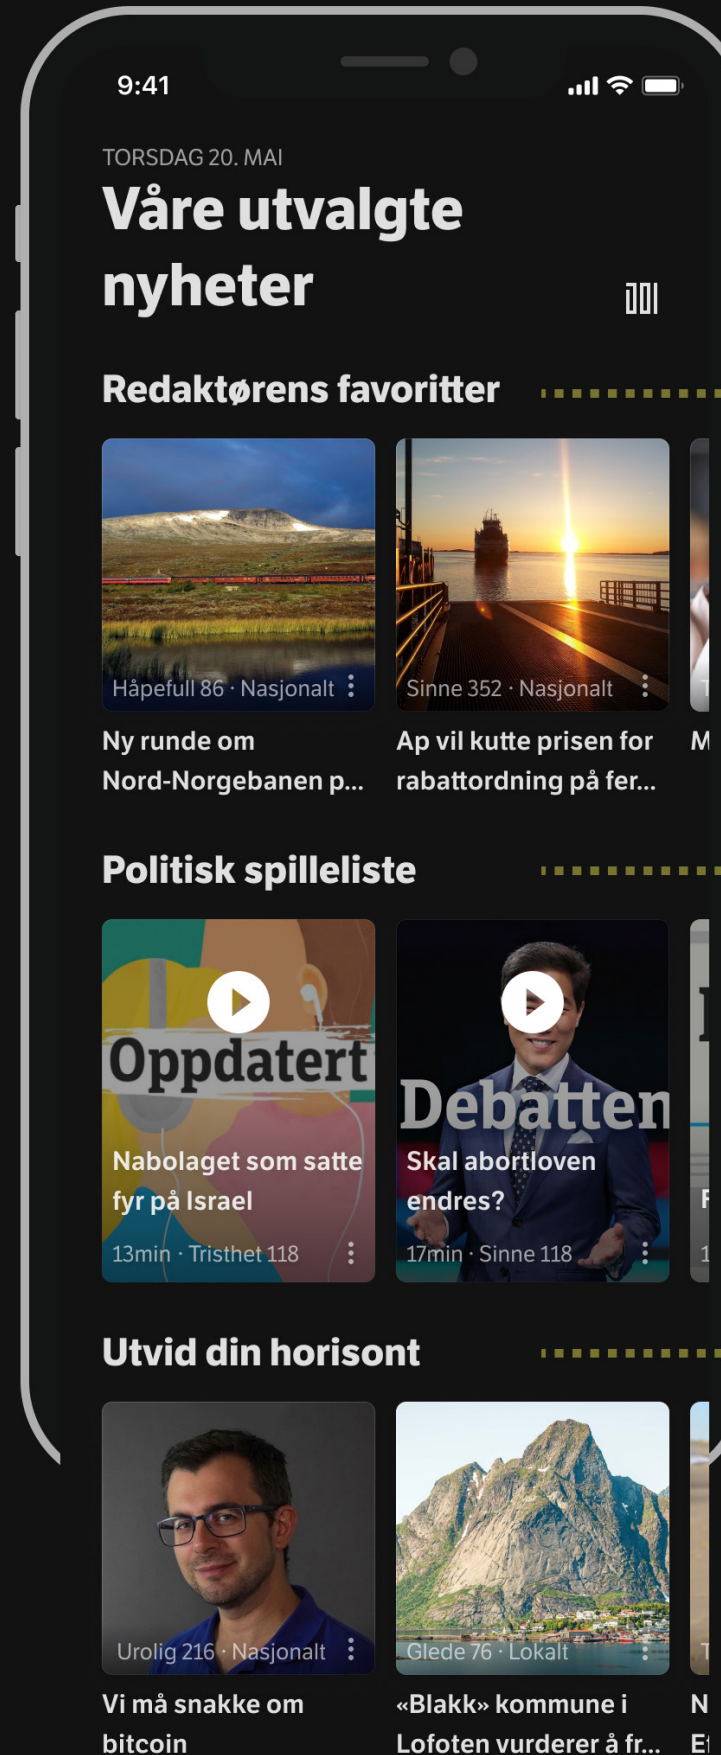 9:41
TORSDAG 20. MAI
Våre utvalgte
nyheter
Redaktørens favoritter
Håpefull 86 · Nasjonalt
Sinne 352 · Nasjonalt
Ny runde om
Nord-Norgebanen p...
Ap vil kutte prisen for
rabattordning på fer...
M
Politisk spilleliste
Oppdatert
Debatten
Nabolaget som satte
fyr på Israel
Skal abortloven
endres?
13min · Tristhet 118
17min · Sinne 118
1
Utvid din horisont
Urolig 216 · Nasjonalt
Glede 76 · Lokalt
Vi må snakke om
bitcoin
«Blakk» kommune i
Lofoten vurderer å fr...
N